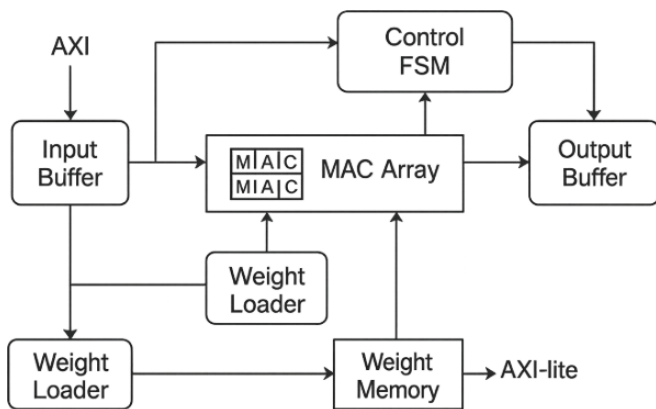 Control
FSM
AXI
Input
Buffer
M A C
M A C
MAC Array
Output
Buffer
Weight
Loader
Weight
Loader
Weight
Memory
AXI-lite